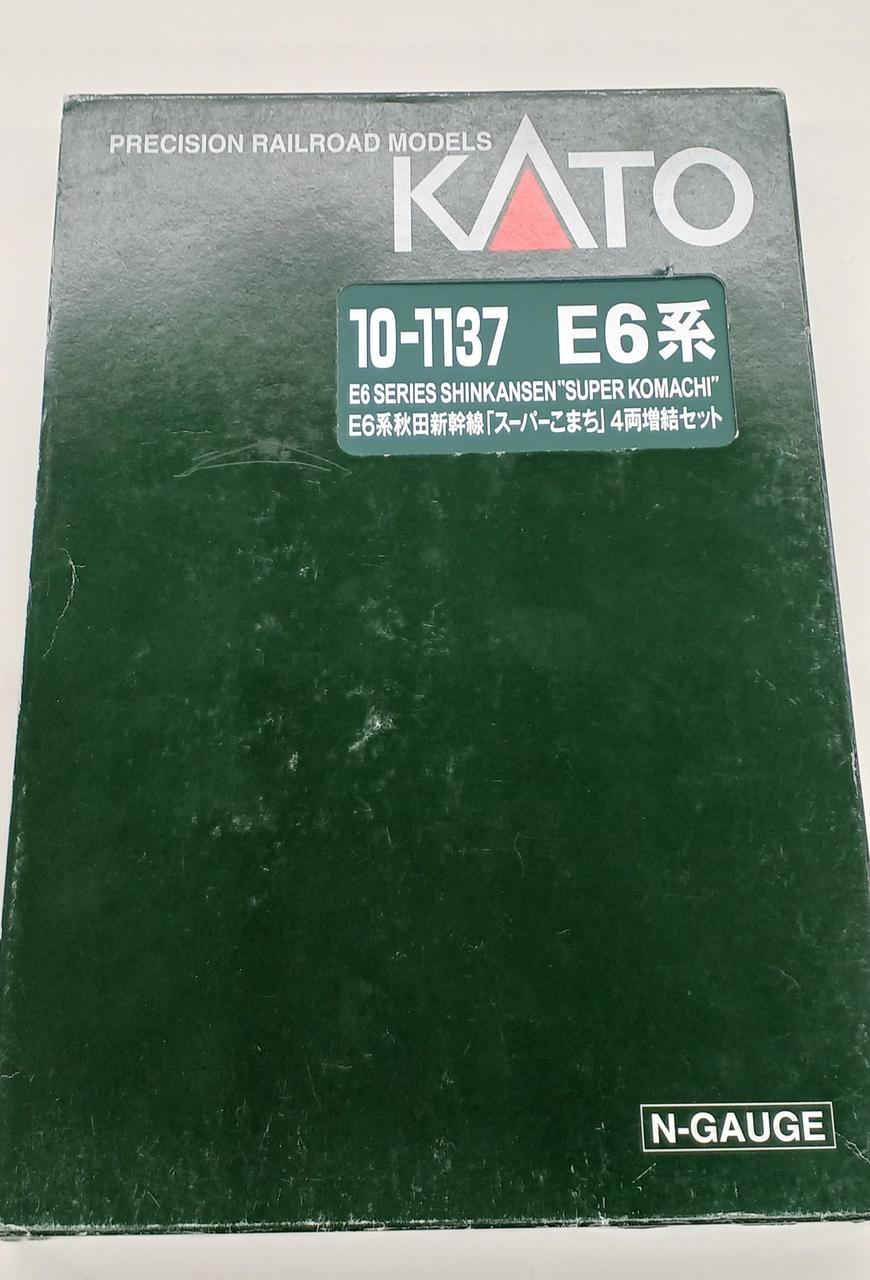 PRECISION RAILROAD MODELS
KATO
10-1137 E6系
E6 SERIES SHINKANSEN"SUPER KOMACHI"
E6系秋田新幹線「スーパーこまち」4両増結セット
N-GAUGE